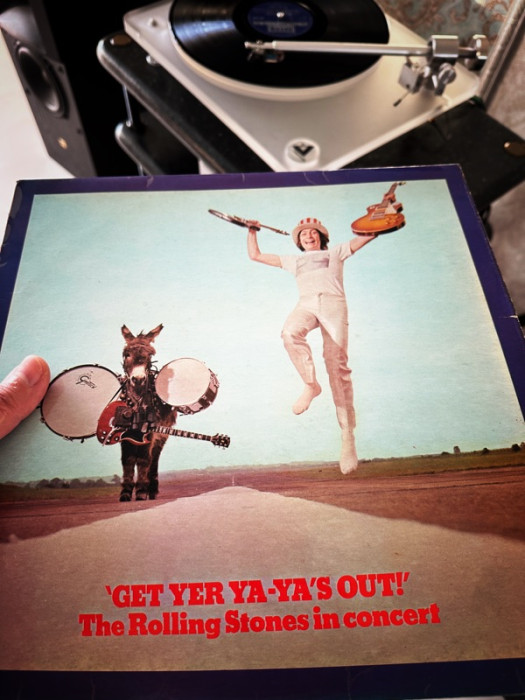 'GET YER YA-YA'S OUT!'
The Rolling Stones in concert